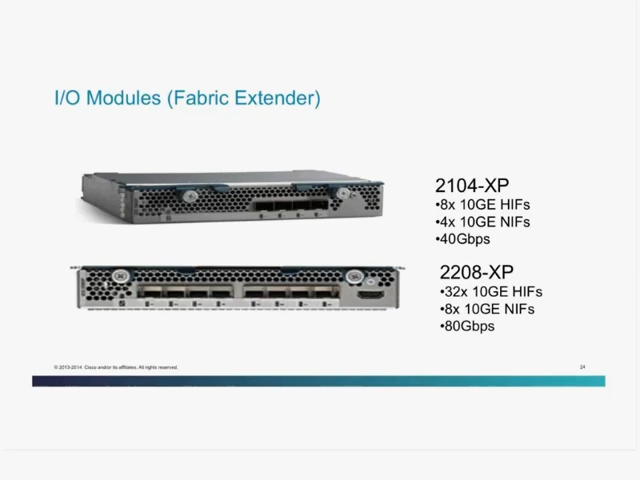 I/O Modules (Fabric Extender)
2104-XP
•8x 10GE HIFs
•4x 10GE NIFs
•40Gbps
2208-XP
•32x 10GE HIFs
•8x 10GE NIFs
•80Gbps
© 2013-2014 Cisco and/or its affiliates. All rights reserved.
24